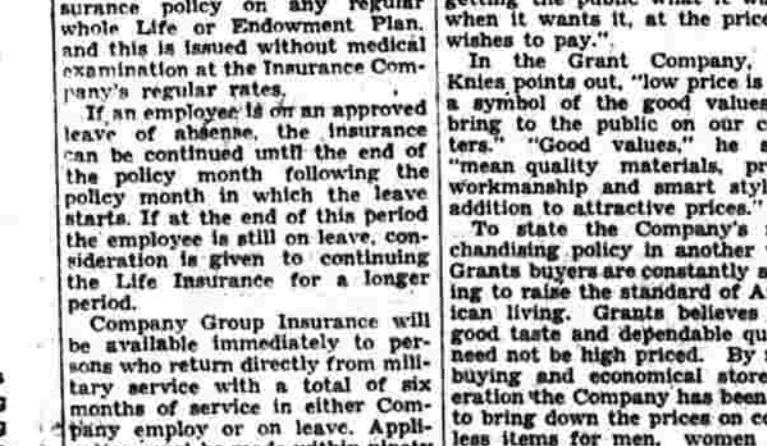 surance policy on any regular
whole Life or Endowment Plan,
and this is issued without medical
examination at the Insurance Com-
pany's regular rates.
If an employee is on an approved
leave of absense, the insurance
can be continued until the end of
the policy month following the
policy month in which the leave
starts. If at the end of this period
the employee is still on leave, con-
sideration is given to continuing
the Life Insurance for a longer
period.
Company Group Insurance will
be available immediately to per-
sons who return directly from mili-
tary service with a total of six
months of service in either Com-
pany employ or on leave. Appli-
getting the public what it
when it wants it, at the price
wishes to pay."
In the Grant Company,
Knies points out, "low price is
a symbol of the good values
bring to the public on our c
ters." "Good values," he s
"mean quality materials, pr
workmanship and smart styl
addition to attractive prices."
To state the Company's
chandising policy in another
Grants buyers are constantly s
ing to raise the standard of A
ican living. Grants believes
good taste and dependable qu
need not be high priced. By
buying and economical store
eration the Company has been
to bring down the prices on co
less items for men, women